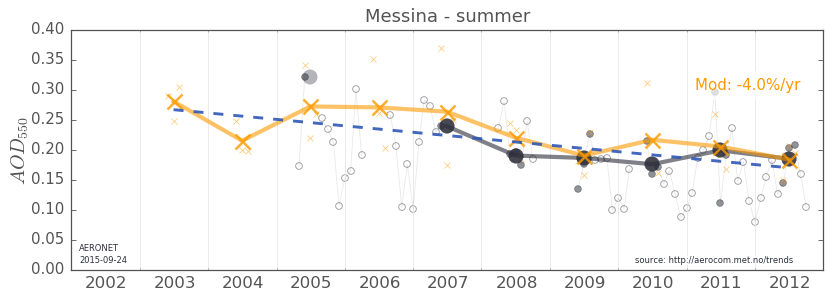 Messina - summer
0.40
0.35
0.30
0.25
0.20
0.15
0.10
0.05
0.00
AOD550
Mod: -4.0%/yr
AERONET
2015-09-24
source: http://aerocom.met.no/trends
2002 2003 2004 2005 2006 2007 2008 2009 2010 2011 2012